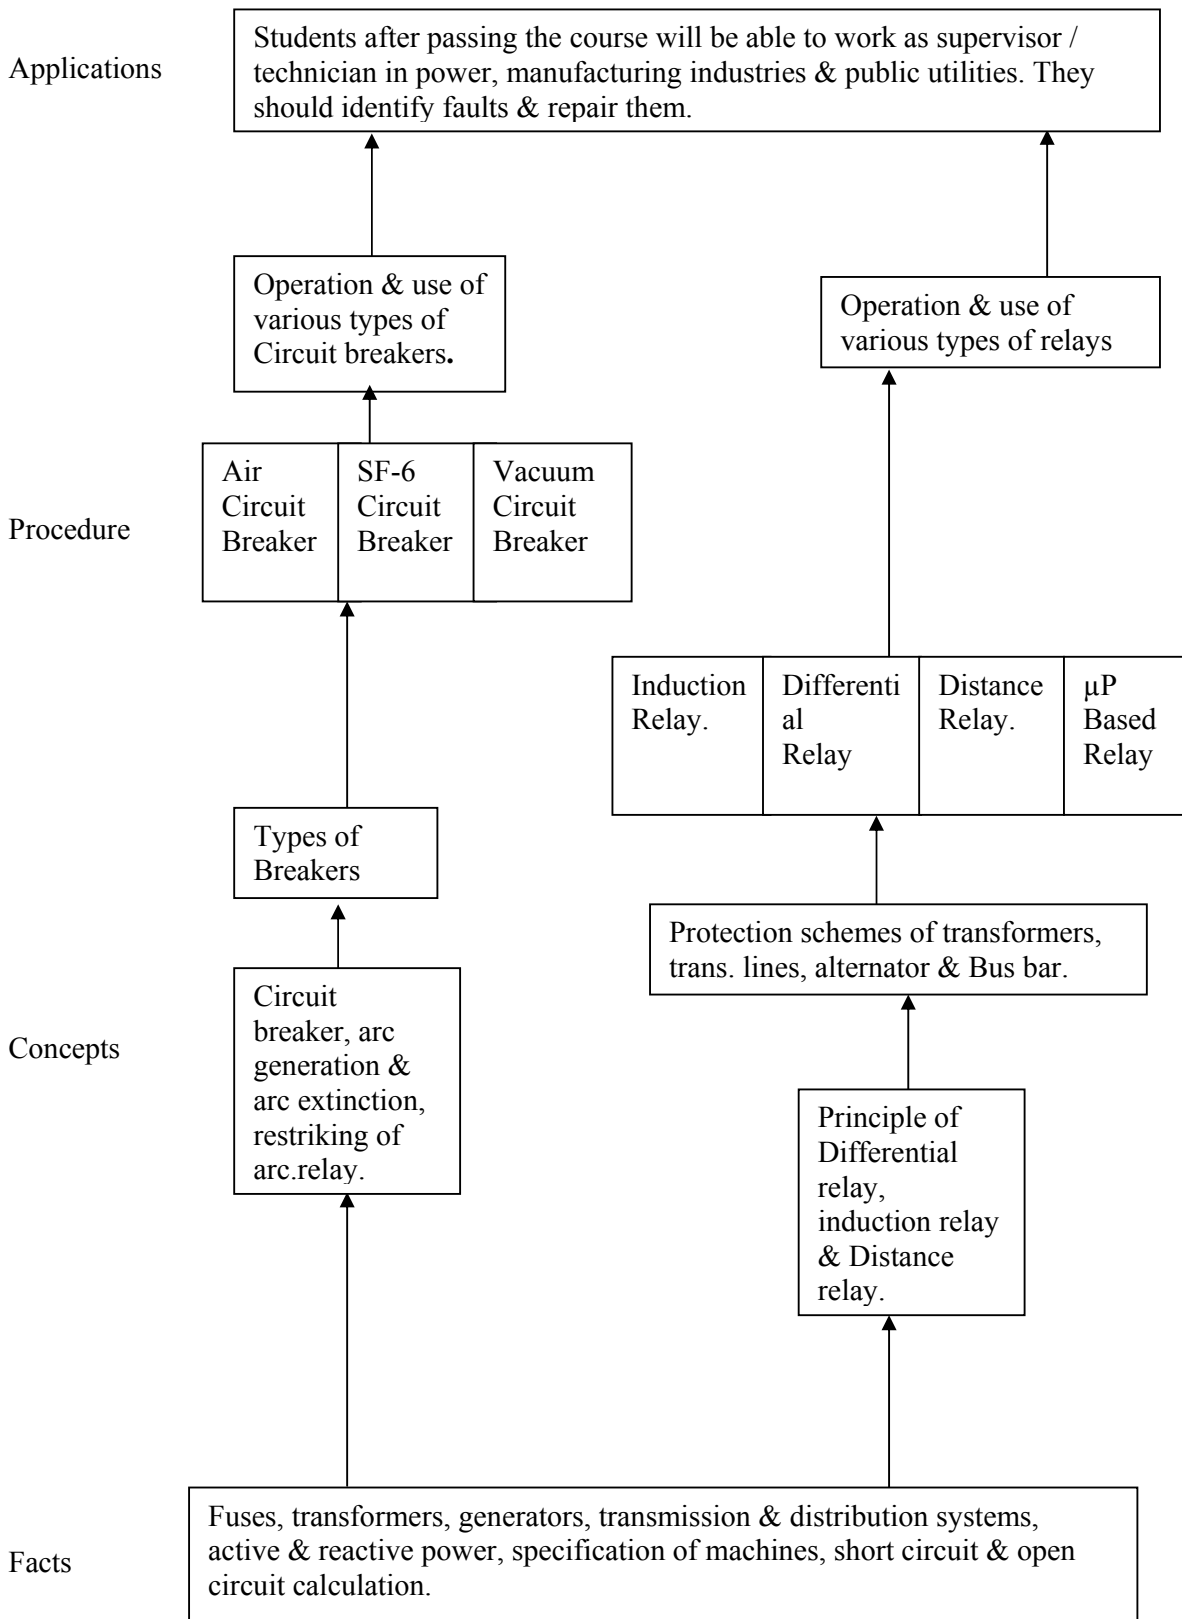 Applications
Students after passing the course will be able to work as supervisor /
technician in power, manufacturing industries & public utilities. They
should identify faults & repair them.
Operation & use of
various types of
Circuit breakers.
Operation & use of
various types of relays
Procedure
Air
Circuit
Breaker
SF-6
Circuit
Breaker
Vacuum
Circuit
Breaker
Induction
Relay.
Differenti
al
Relay
Distance
Relay.
µP
Based
Relay
Types of
Breakers
Protection schemes of transformers,
trans. lines, alternator & Bus bar.
Concepts
Circuit
breaker, arc
generation &
arc extinction,
restriking of
arc.relay.
Principle of
Differential
relay,
induction relay
& Distance
relay.
Facts
Fuses, transformers, generators, transmission & distribution systems,
active & reactive power, specification of machines, short circuit & open
circuit calculation.